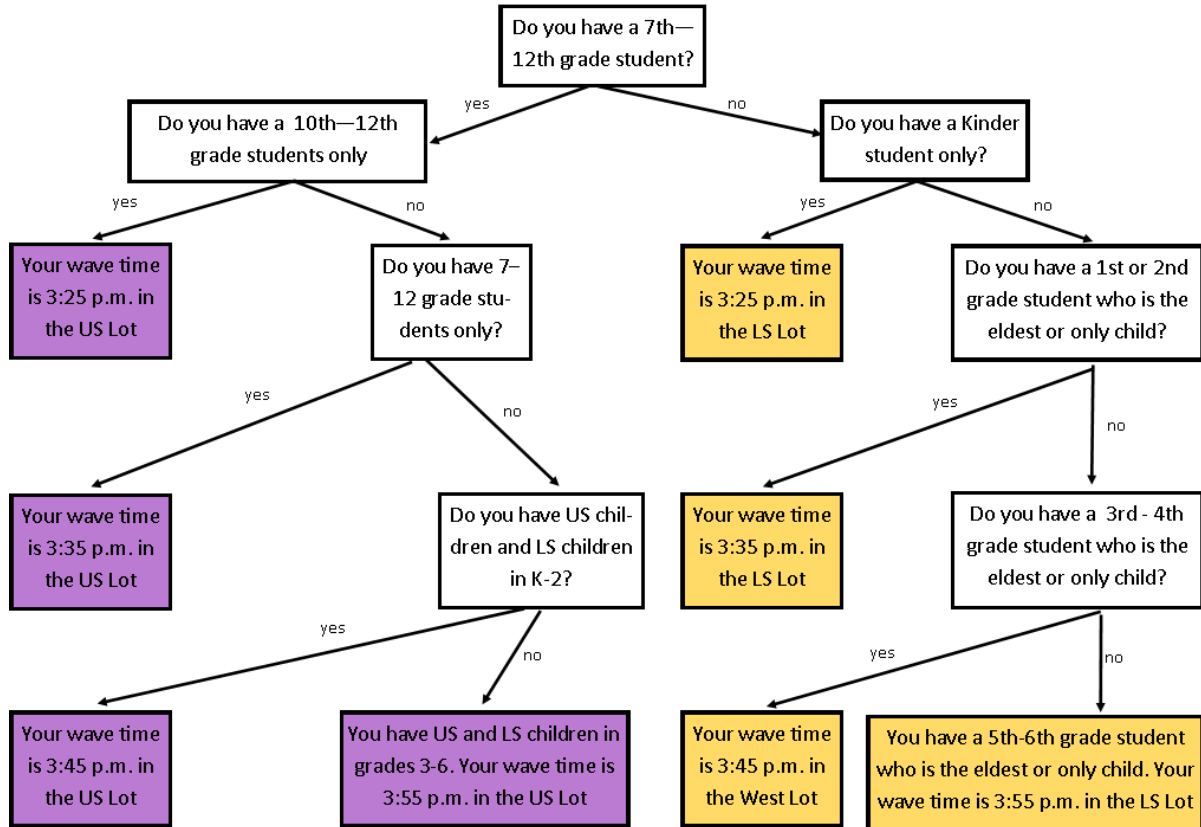 Do you have a 7th—
12th grade student?
yes
no
Do you have a  10th—12th
grade students only
Do you have a Kinder
student only?
yes
no
yes
no
Your wave time
is 3:25 p.m. in
the US Lot
Do you have 7–
12 grade stu-
dents only?
Your wave time
is 3:25 p.m. in
the LS Lot
Do you have a 1st or 2nd
grade student who is the
eldest or only child?
yes
no
yes
no
Your wave time
is 3:35 p.m. in
the US Lot
Do you have US chil-
dren and LS children
in K-2?
Your wave time
is 3:35 p.m. in
the LS Lot
Do you have a  3rd - 4th
grade student who is the
eldest or only child?
yes
no
yes
no
Your wave time
is 3:45 p.m. in
the US Lot
You have US and LS children in
grades 3-6. Your wave time is
3:55 p.m. in the US Lot
Your wave time
is 3:45 p.m. in
the West Lot
You have a 5th-6th grade student
who is the eldest or only child. Your
wave time is 3:55 p.m. in the LS Lot